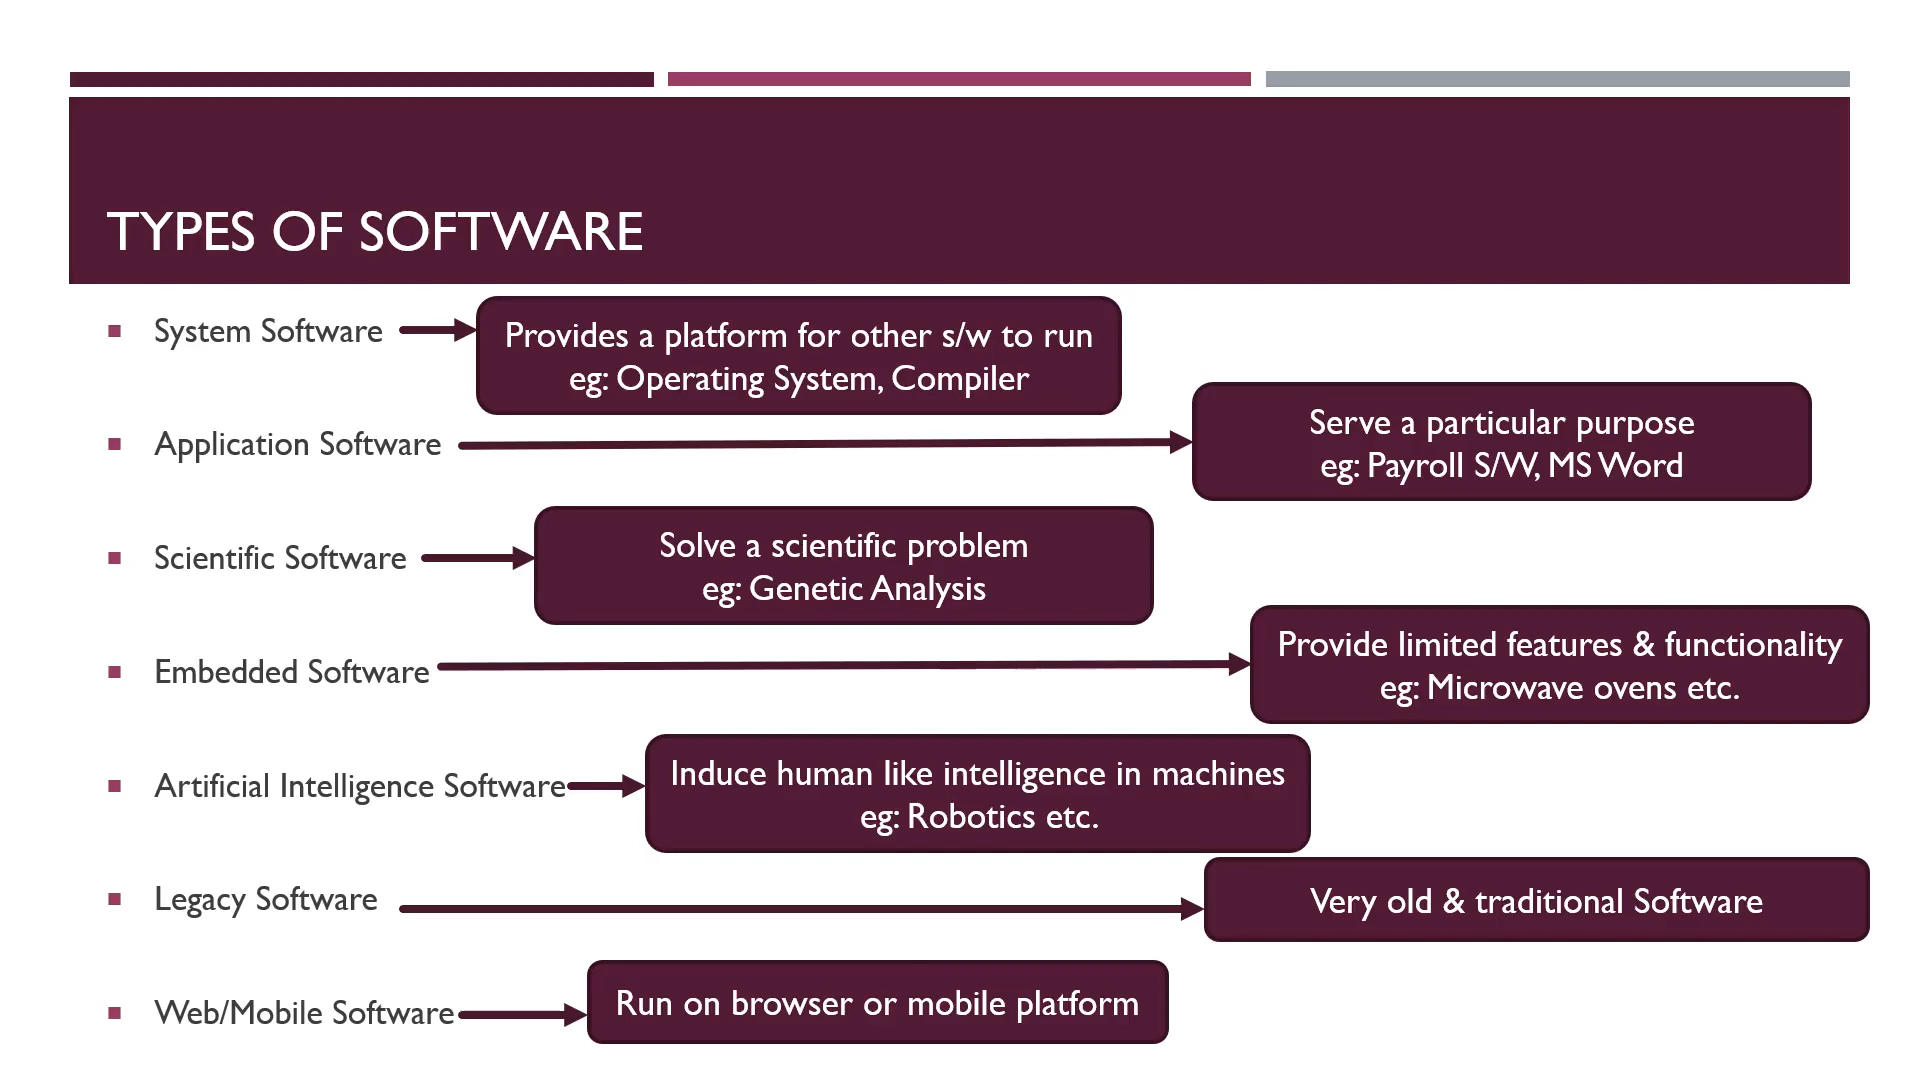 TYPES OF SOFTWARE
System Software
Provides a platform for other s/w to run
eg: Operating System, Compiler
Application Software
Serve a particular purpose
eg: Payroll S/W, MS Word
Scientific Software
Solve a scientific problem
eg: Genetic Analysis
Embedded Software
Provide limited features & functionality
eg: Microwave ovens etc.
Artificial Intelligence Software
Induce human like intelligence in machines
eg: Robotics etc.
Legacy Software
Very old & traditional Software
Web/Mobile Software
Run on browser or mobile platform